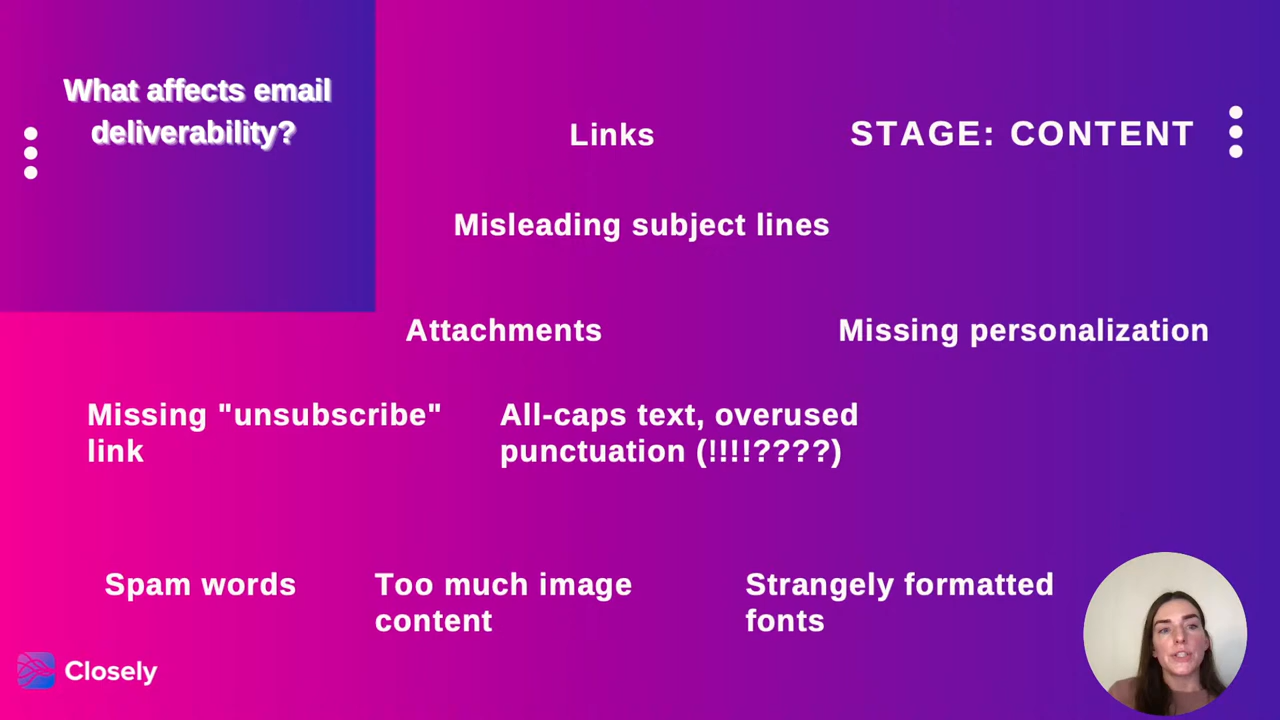 What affects email
deliverability?
Links
STAGE: CONTENT
Misleading subject lines
Attachments
Missing personalization
Missing "unsubscribe"
link
All-caps text, overused
punctuation (!!!!????)
Spam words
Too much image
content
Strangely formatted
fonts
Closely